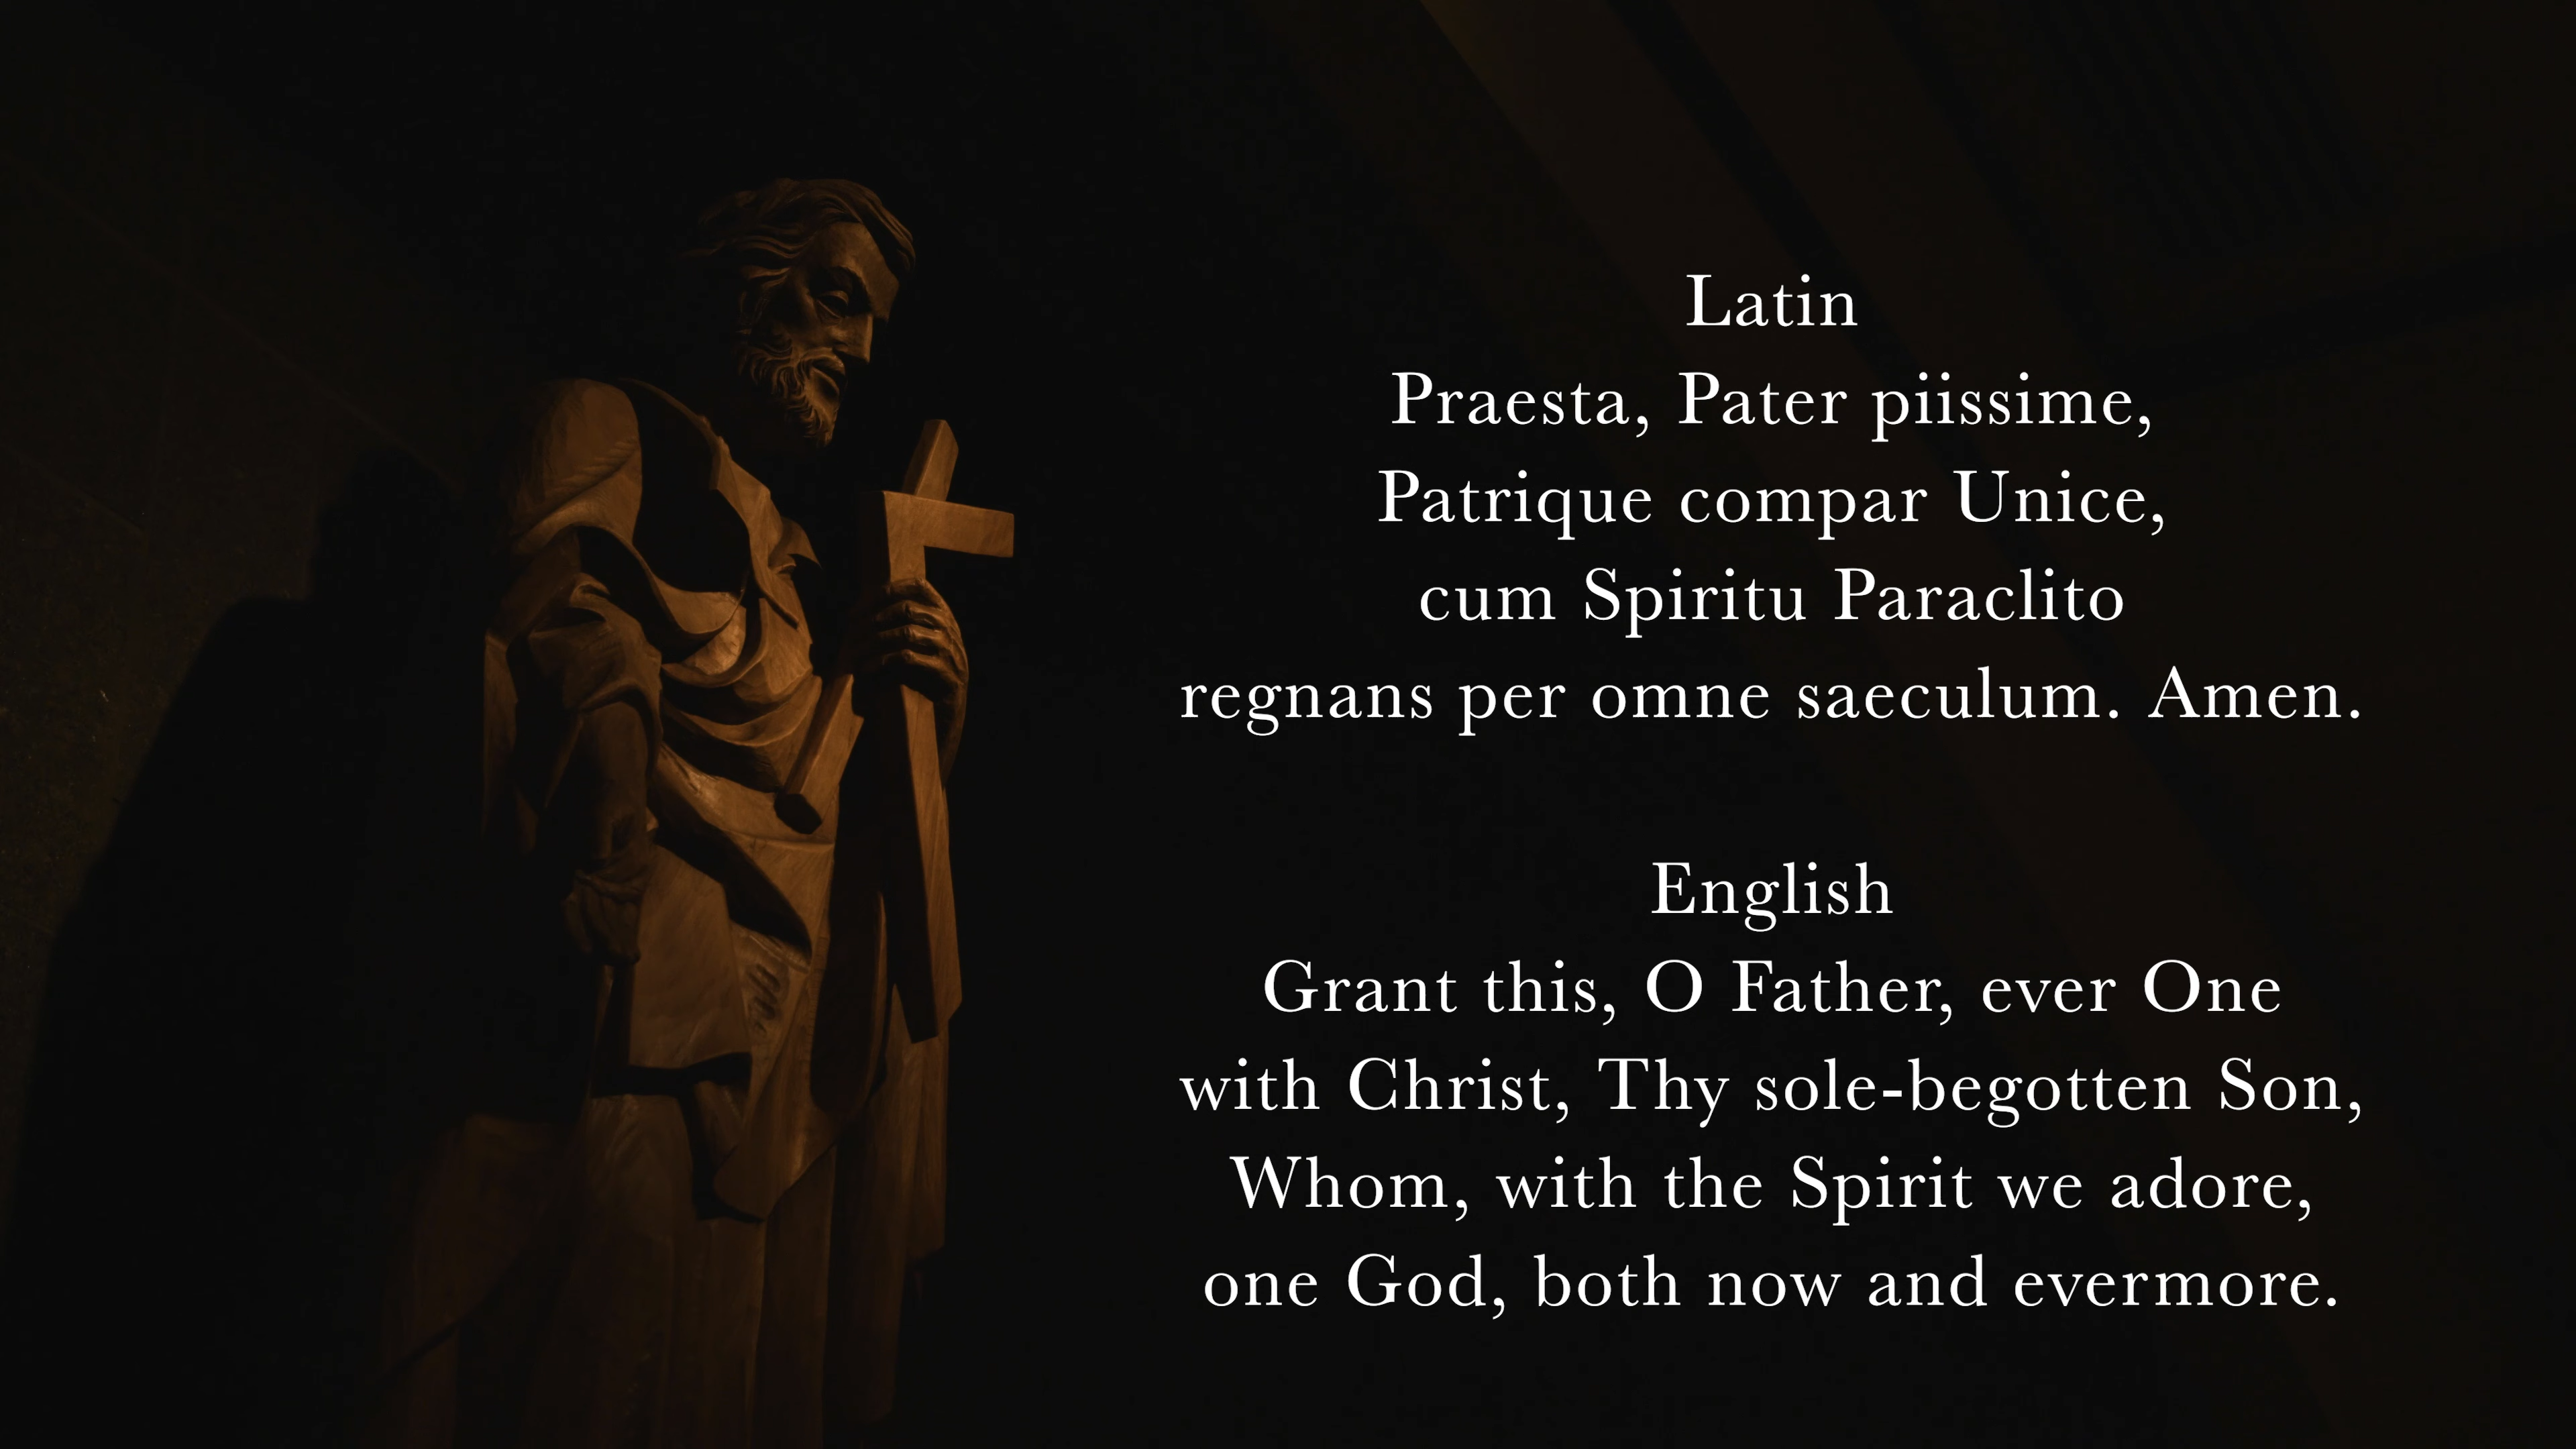 Latin
Praesta, Pater piissime,
Patrique compar Unice,
cum Spiritu Paraclito
regnans per omne saeculum. Amen.
English
Grant this, O Father, ever One
with Christ, Thy sole-begotten Son,
Whom, with the Spirit we adore,
one God, both now and evermore.